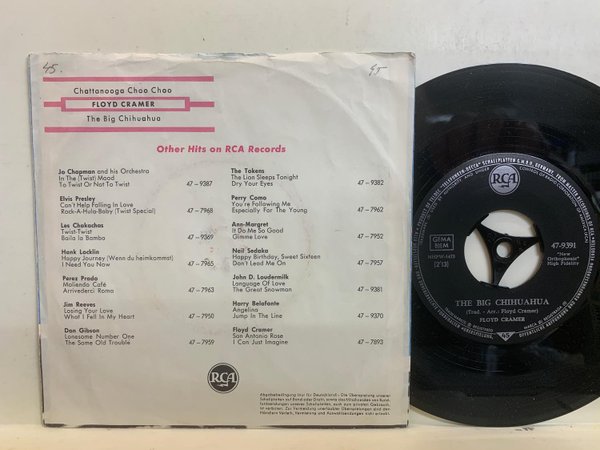 45.
45
Chattanooga Choo Choo
FLOYD CRAMER
The Big Chihuahua
Other Hits on RCA Records
Jo Chapman and his Orchestra
In The (Twist) Mood
To Twist Or Not To Twist 47-9387
Elvis Presley
Can't Help Falling In Love
Rock-A-Hula-Baby (Twist Special) 47-7968
Les Chakachas
Twist-Twist
Baila la Bamba 47-9369
Hank Locklin
Happy Journey (Wenn du heimkommst)
I Need You Now 47-7965
Perez Prado
Maliendo Café
Arrivederci Roma 47-7963
Jim Reeves
Losing Your Love
What I Fell In My Heart 47-7950
Don Gibson
Lonesome Number One
The Same Old Trouble 47-7959
The Tokens
The Lion Sleeps Tonight
Dry Your Eyes 47-9382
Perry Como
You're Following Me
Especially For The Young 47-7962
Ann-Margret
It Do Me So Good
Gimme Love 47-7952
Neil Sedaka
Happy Birthday, Sweet Sixteen
Don't Lead Me On 47-7957
John D. Loudermilk
Language Of Love
The Great Snowman 47-9381
Harry Belafonte
Angelina
Jump In The Line 47-9370
Floyd Cramer
San Antonio Rose
I Can Just Imagine 47-7893
RCA
RCA
GEMA
BIEM
47-9391
"New
Orthophonic"
High Fidelity
THE BIG CHIHUAHUA
(Trad. - Arr.: Floyd Cramer)
FLOYD CRAMER
45